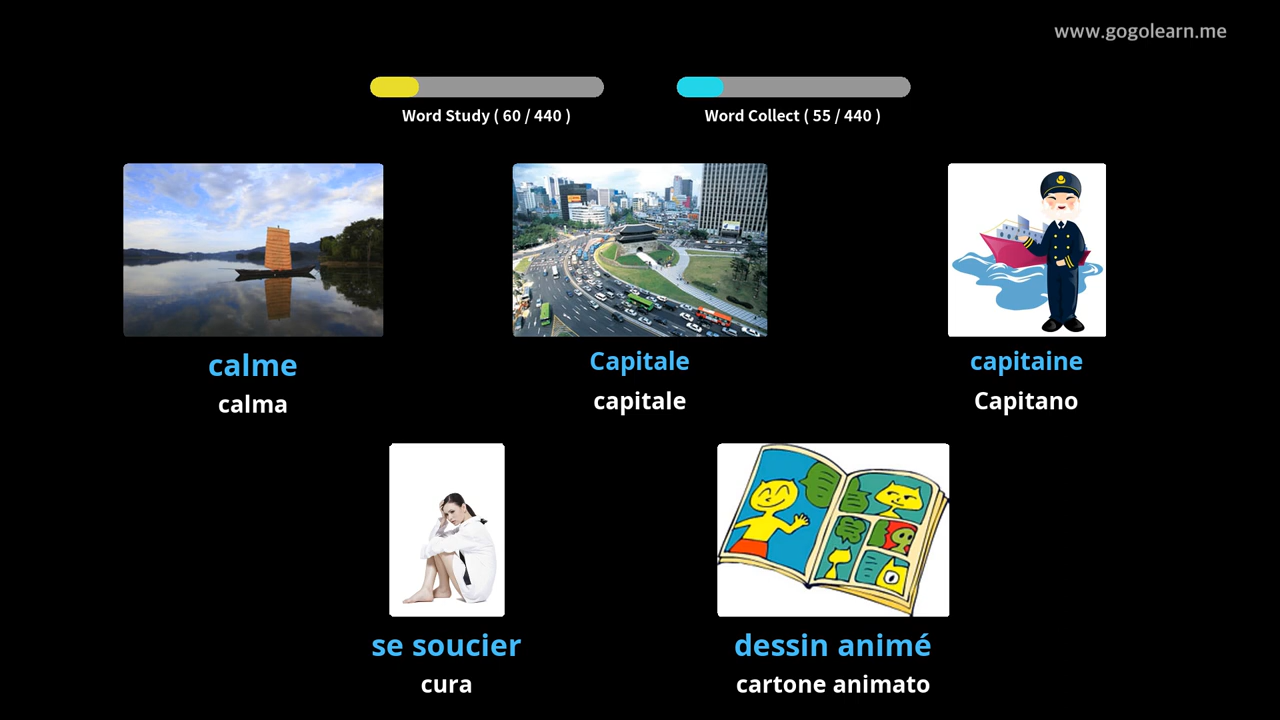 www.gogolearn.me
Word Study ( 60 / 440 )
Word Collect ( 55 / 440 )
calme
calma
Capitale
capitale
capitaine
Capitano
se soucier
cura
dessin animé
cartone animato